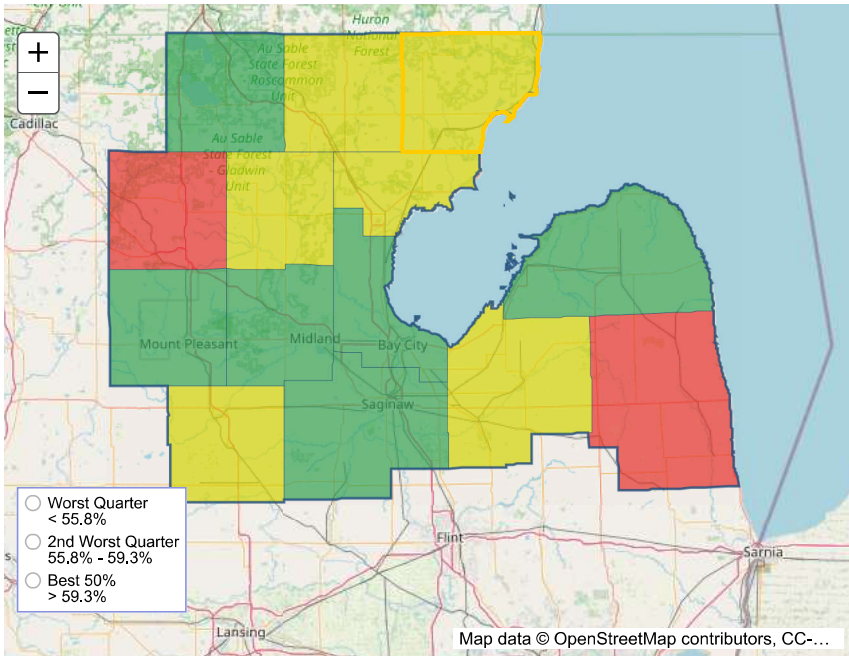 Huron
National
Forest
Au Sable
State Forest
- Roscommon
Unit
+
−
Cadillac
Au Sable
State Forest
- Gladwin
Unit
Mount Pleasant
Midland
Bay City
Saginaw
Worst Quarter
< 55.8%
2nd Worst Quarter
55.8% - 59.3%
Best 50%
> 59.3%
Flint
Sarnia
Lansing
Map data © OpenStreetMap contributors, CC-…